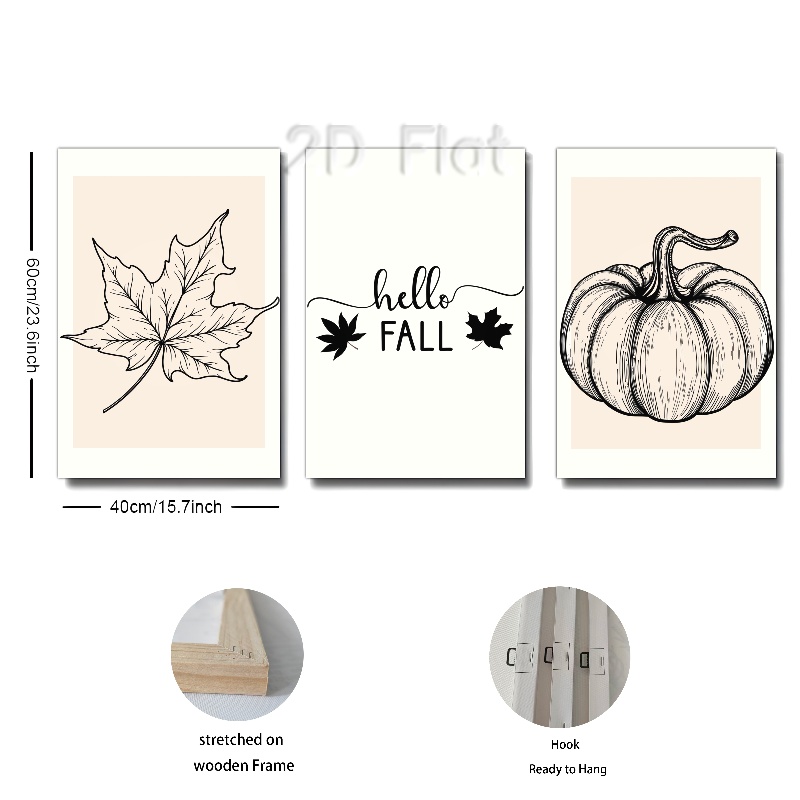 2D Flat
60cm/23.6inch
hello
FALL
40cm/15.7inch
stretched on
wooden Frame
Hook
Ready to Hang